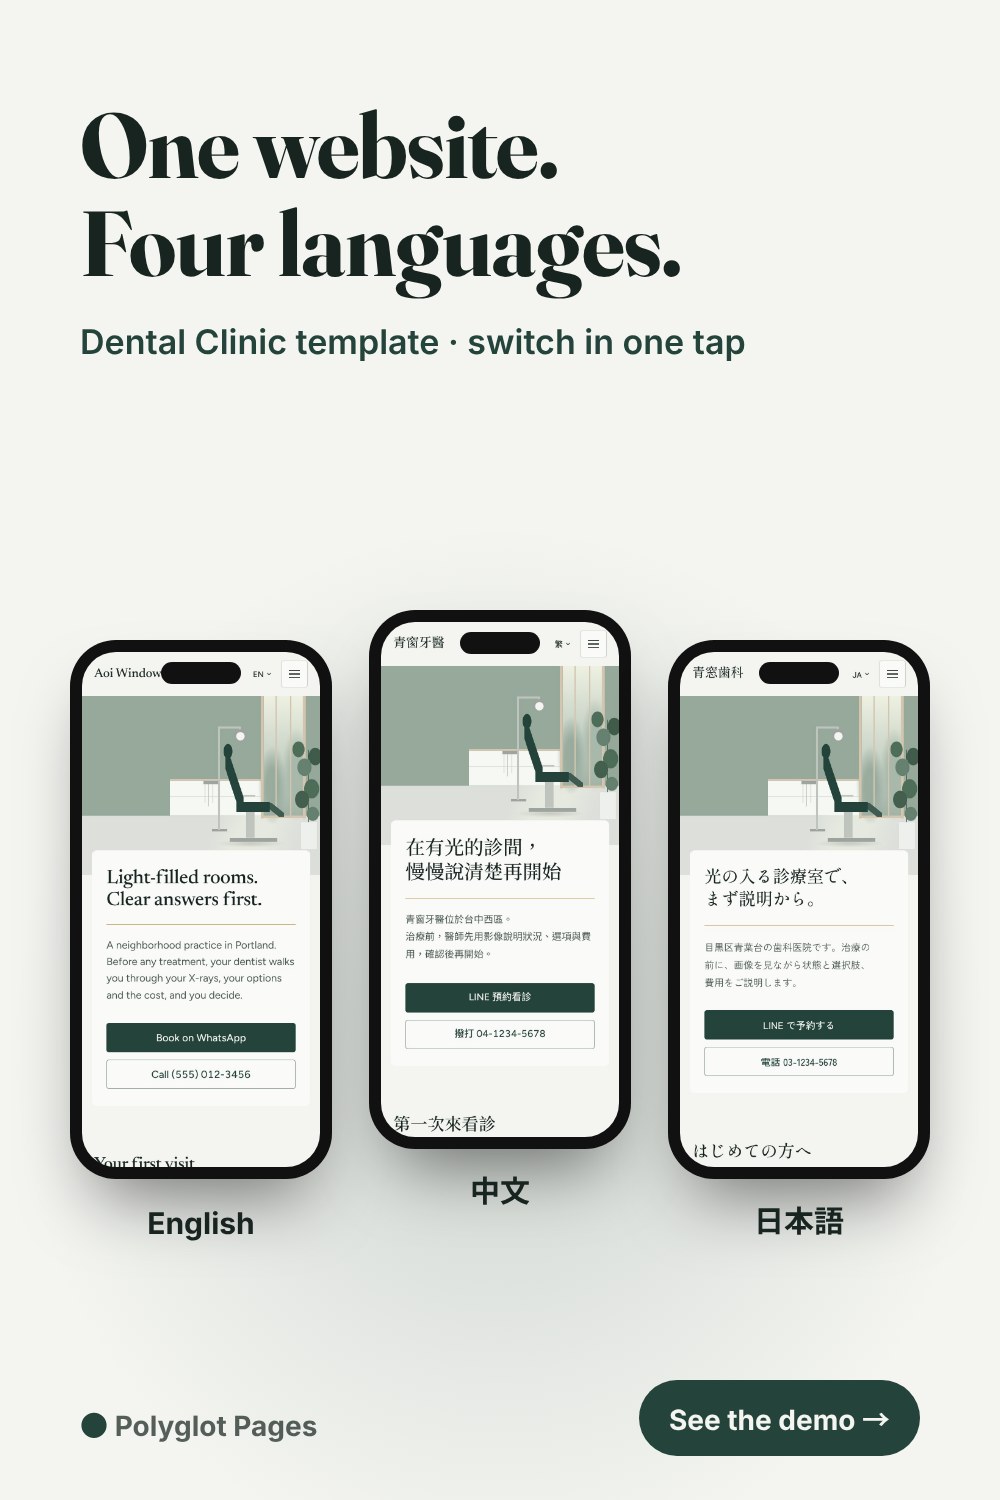 One website.
Four languages.
Dental Clinic template · switch in one tap
Aoi Window
EN
Light-filled rooms.
Clear answers first.
A neighborhood practice in Portland.
Before any treatment, your dentist walks
you through your X-rays, your options
and the cost, and you decide.
Book on WhatsApp
Call (555) 012-3456
Your first visit
English
青窗牙醫
繁
在有光的診間，
慢慢說清楚再開始
青窗牙醫位於台中西區。
治療前，醫師先用影像說明狀況、選項與費
用，確認後再開始。
LINE 預約看診
撥打 04-1234-5678
第一次來看診
中文
青窓歯科
JA
光の入る診療室で、
まず説明から。
目黒区青葉台の歯科医院です。治療の
前に、画像を見ながら状態と選択肢、
費用をご説明します。
LINE で予約する
電話 03-1234-5678
はじめての方へ
日本語
Polyglot Pages
See the demo →